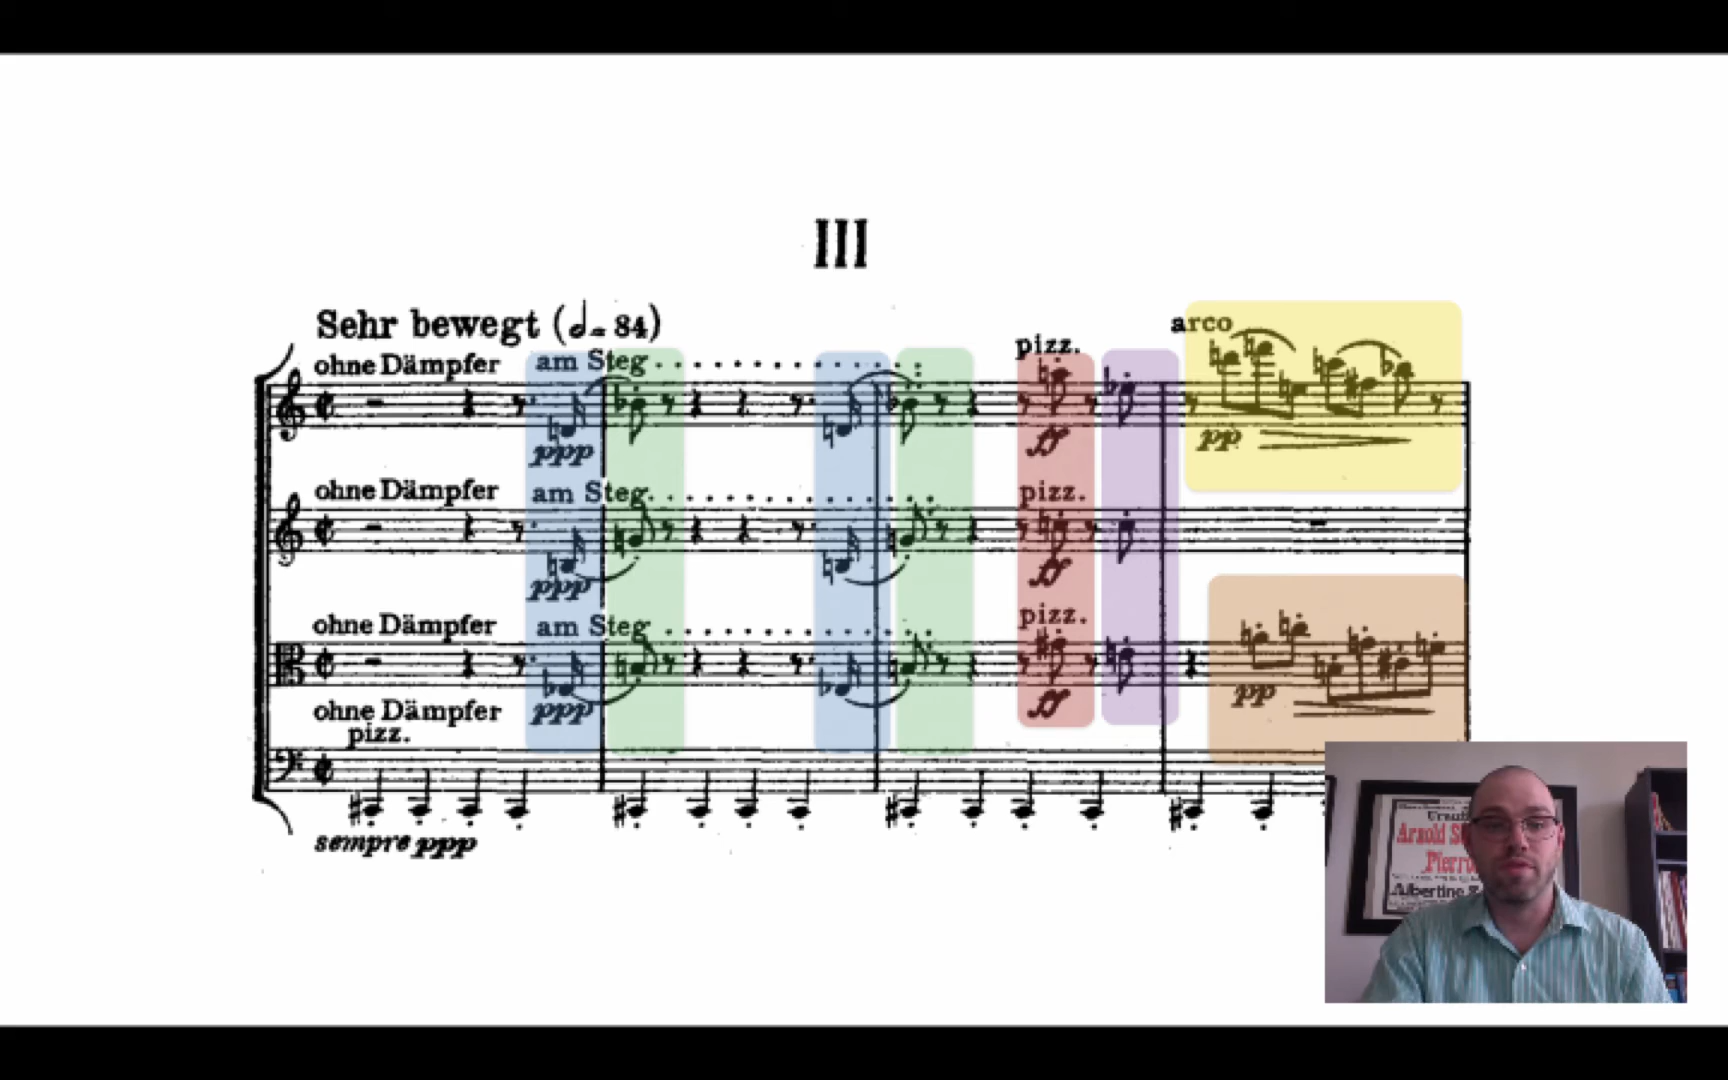 III
Sehr bewegt (𝅗𝅥 = 84)
arco
pizz.
ohne Dämpfer am Steg
ppp ff pp
ohne Dämpfer am Steg pizz.
ppp ff
ohne Dämpfer am Steg pizz.
ppp ff pp
ohne Dämpfer
pizz.
sempre ppp
Arnold
Albertine